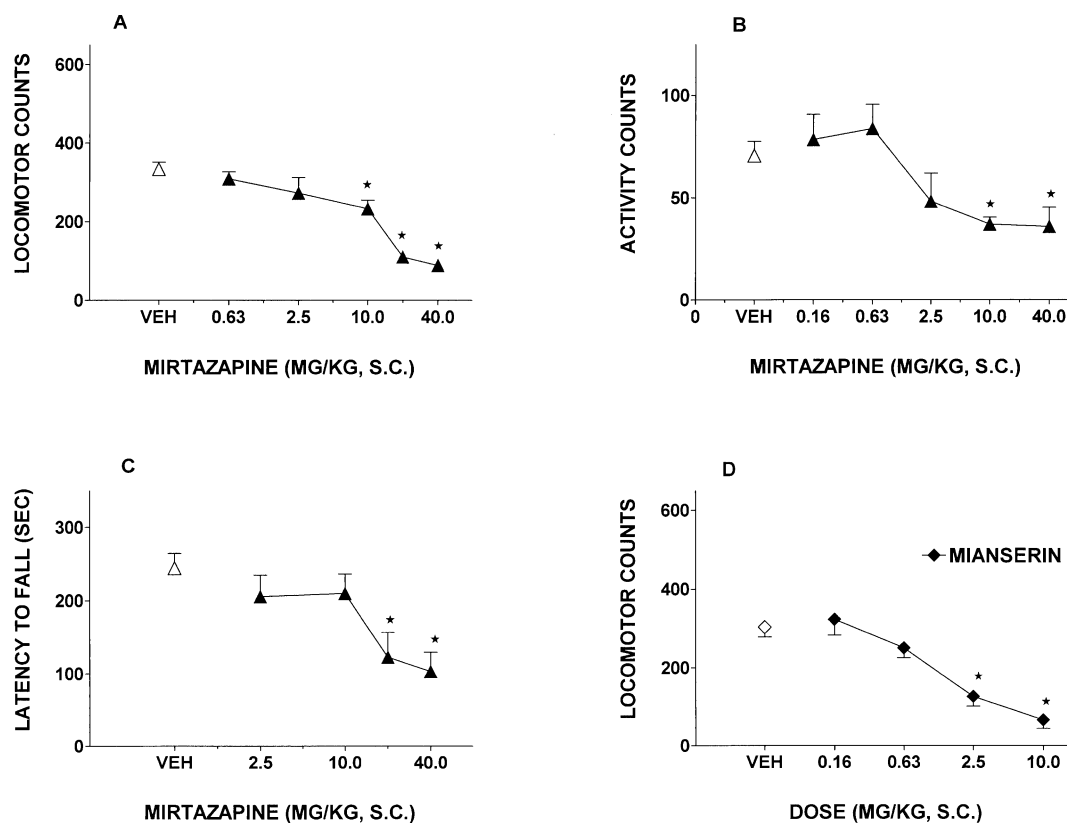 A
LOCOMOTOR COUNTS
600
400
200
0
VEH 0.63 2.5 10.0 40.0
MIRTAZAPINE (MG/KG, S.C.)
B
ACTIVITY COUNTS
100
50
0
0 VEH 0.16 0.63 2.5 10.0 40.0
MIRTAZAPINE (MG/KG, S.C.)
C
LATENCY TO FALL (SEC)
300
200
100
0
VEH 2.5 10.0 40.0
MIRTAZAPINE (MG/KG, S.C.)
D
LOCOMOTOR COUNTS
600
400
200
0
MIANSERIN
VEH 0.16 0.63 2.5 10.0
DOSE (MG/KG, S.C.)